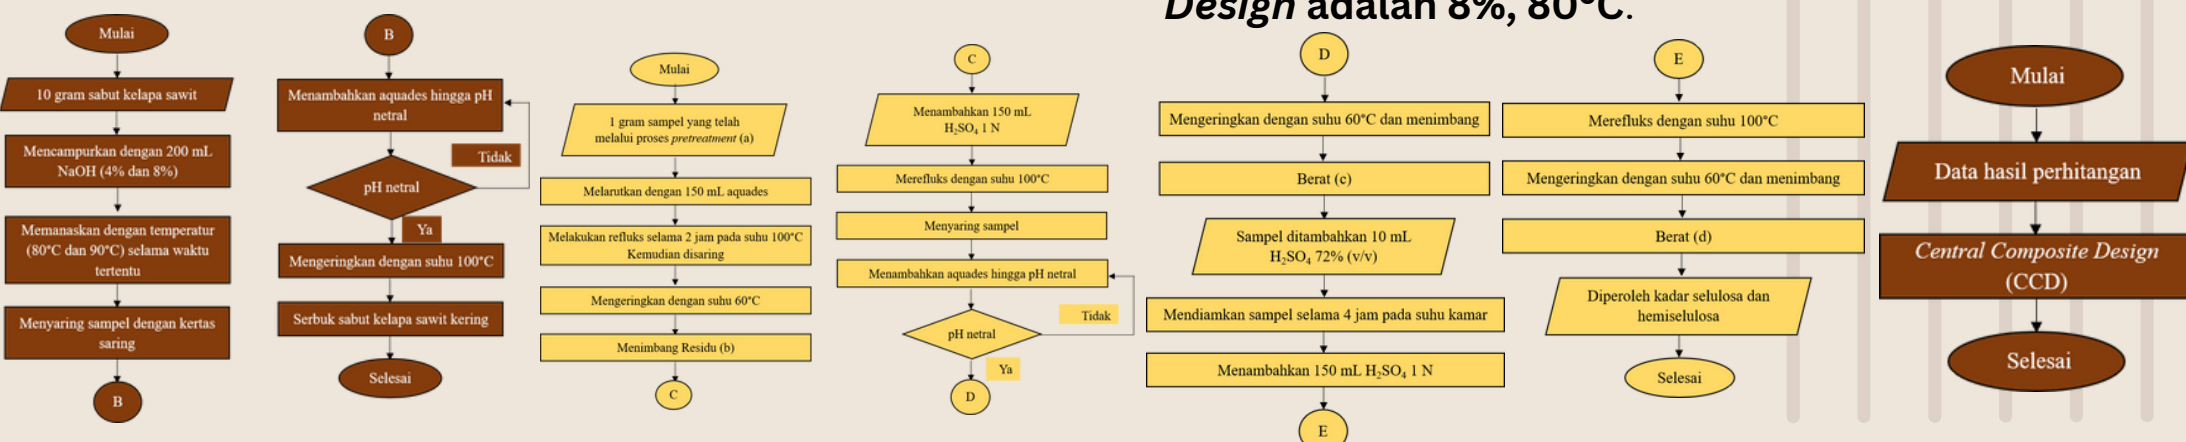 Design adalah 8%, 80°C.
Mulai
10 gram sabut kelapa sawit
Mencampurkan dengan 200 mL
NaOH (4% dan 8%)
Memanaskan dengan temperatur
(80°C dan 90°C) selama waktu
tertentu
Menyaring sampel dengan kertas
saring
B
B
Menambahkan aquades hingga pH
netral
Tidak
pH netral
Ya
Mengeringkan dengan suhu 100°C
Serbuk sabut kelapa sawit kering
Selesai
Mulai
1 gram sampel yang telah
melalui proses pretreatment (a)
Melarutkan dengan 150 mL aquades
Melakukan refluks selama 2 jam pada suhu 100°C
Kemudian disaring
Mengeringkan dengan suhu 60°C
Menimbang Residu (b)
C
C
Menambahkan 150 mL
H₂SO₄ 1 N
Merefluks dengan suhu 100°C
Menyaring sampel
Menambahkan aquades hingga pH netral
Tidak
pH netral
Ya
D
D
Mengeringkan dengan suhu 60°C dan menimbang
Berat (c)
Sampel ditambahkan 10 mL
H₂SO₄ 72% (v/v)
Mendiamkan sampel selama 4 jam pada suhu kamar
Menambahkan 150 mL H₂SO₄ 1 N
E
E
Merefluks dengan suhu 100°C
Mengeringkan dengan suhu 60°C dan menimbang
Berat (d)
Diperoleh kadar selulosa dan
hemiselulosa
Selesai
Mulai
Data hasil perhitangan
Central Composite Design
(CCD)
Selesai